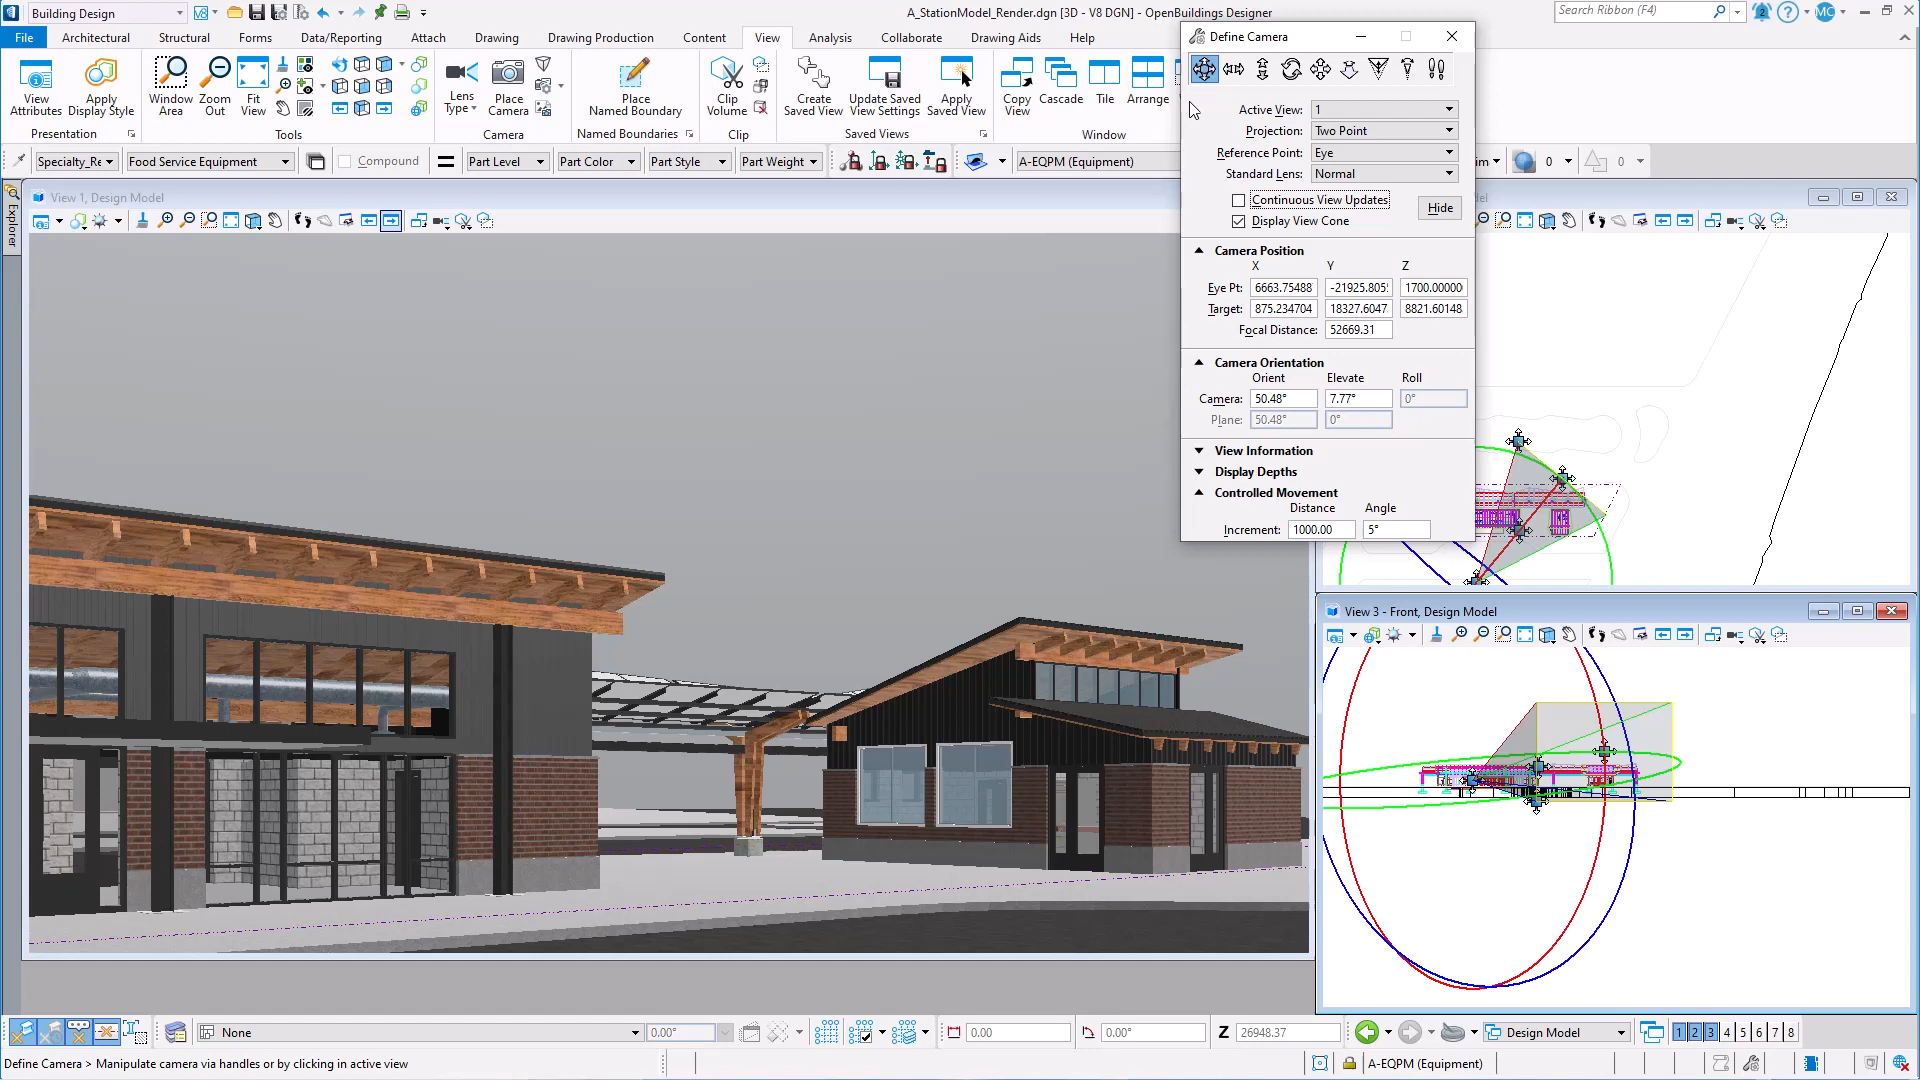 Building Design
A_StationModel_Render.dgn [3D - V8 DGN] - OpenBuildings Designer
Search Ribbon (F4)
2
MC
File
Architectural
Structural
Forms
Data/Reporting
Attach
Drawing
Drawing Production
Content
View
Analysis
Collaborate
Drawing Aids
Help
View Attributes
Apply Display Style
Window Area
Zoom Out
Fit View
Lens Type
Place Camera
Place Named Boundary
Clip Volume
Create Saved View
Update Saved View Settings
Apply Saved View
Copy View
Cascade
Tile
Arrange
Presentation
Tools
Camera
Named Boundaries
Clip
Saved Views
Window
Specialty_Re
Food Service Equipment
Compound
Part Level
Part Color
Part Style
Part Weight
A-EQPM (Equipment)
0
0
Explorer
View 1, Design Model
Define Camera
Active View: 1
Projection: Two Point
Reference Point: Eye
Standard Lens: Normal
Continuous View Updates
Display View Cone
Hide
Camera Position
X Y Z
Eye Pt: 6663.75488 -21925.805 1700.00000
Target: 875.234704 18327.6047 8821.60148
Focal Distance: 52669.31
Camera Orientation
Orient Elevate Roll
Camera: 50.48° 7.77° 0°
Plane: 50.48° 0°
View Information
Display Depths
Controlled Movement
Distance Angle
Increment: 1000.00 5°
View 3 - Front, Design Model
None
0.00°
0.00
0.00°
Z 26948.37
Design Model
1 2 3 4 5 6 7 8
Define Camera > Manipulate camera via handles or by clicking in active view
A-EQPM (Equipment)